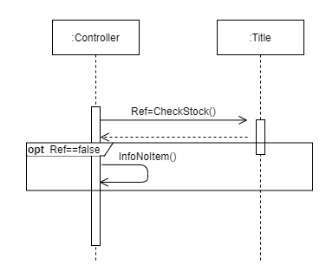 :Controller
:Title
Ref=CheckStock()
opt Ref==false
InfoNoItem()